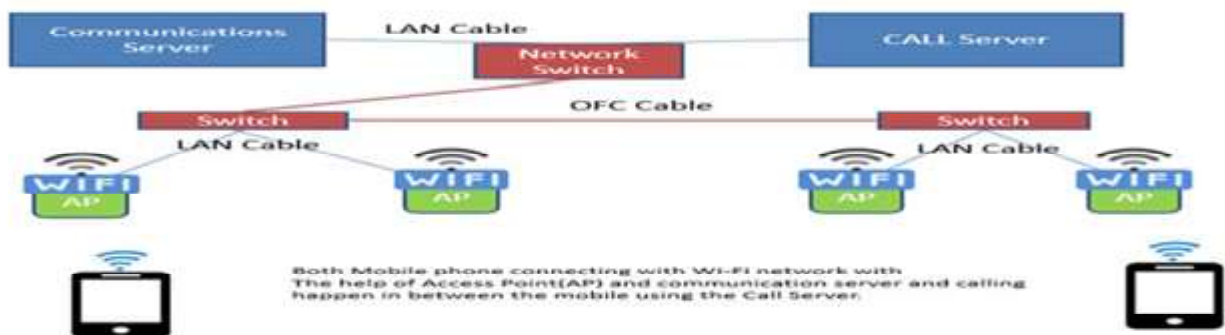 Communications
Server
LAN Cable
CALL Server
Network
Switch
OFC Cable
Switch
Switch
LAN Cable
LAN Cable
WiFi
AP
WiFi
AP
WiFi
AP
WiFi
AP
Both Mobile phone connecting with Wi-Fi network with
The help of Access Point(AP) and communication server and calling
happen in between the mobile using the Call Server.